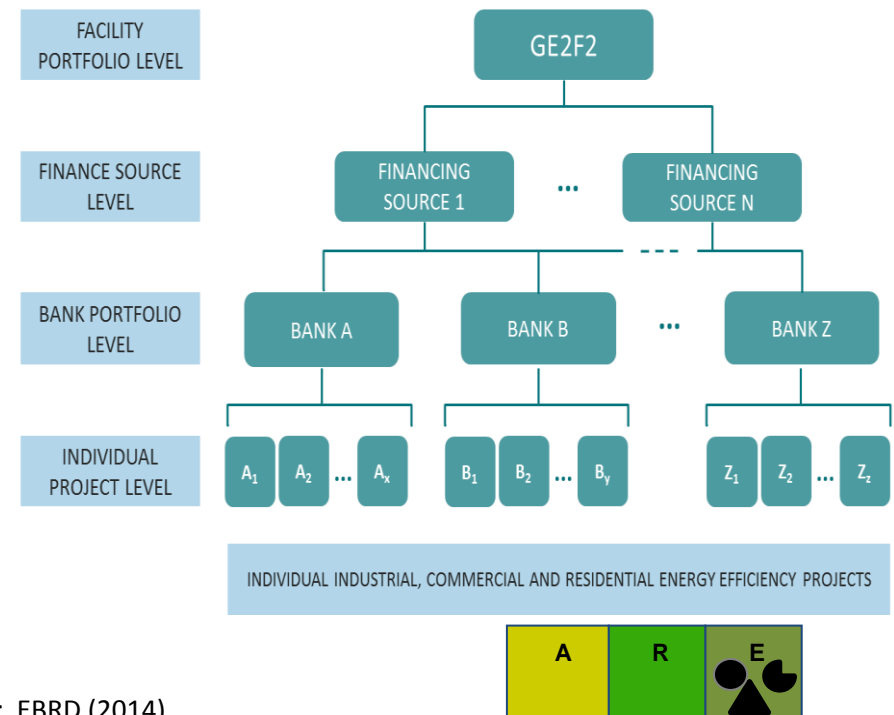 FACILITY
PORTFOLIO LEVEL
GE2F2
FINANCE SOURCE
LEVEL
FINANCING
SOURCE 1
...
FINANCING
SOURCE N
BANK PORTFOLIO
LEVEL
BANK A
BANK B
...
BANK Z
INDIVIDUAL
PROJECT LEVEL
A1 A2 ... Ax
B1 B2 ... By
Z1 Z2 ... Zz
INDIVIDUAL INDUSTRIAL, COMMERCIAL AND RESIDENTIAL ENERGY EFFICIENCY PROJECTS
A R E
: EBRD (2014)